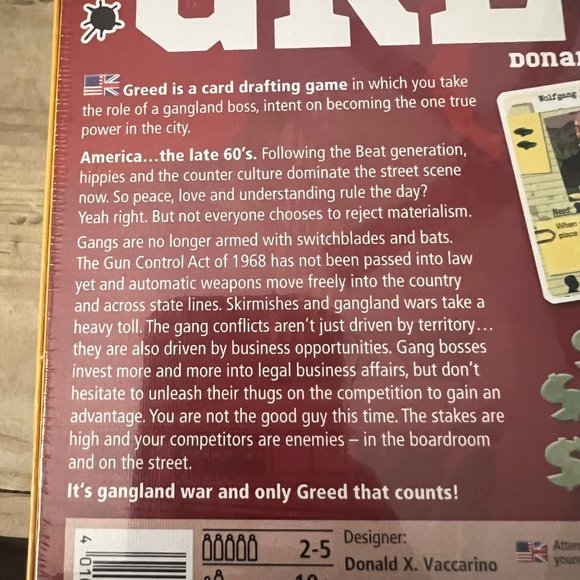 DONA
Greed is a card drafting game in which you take
the role of a gangland boss, intent on becoming the one true
power in the city.
America…the late 60's. Following the Beat generation,
hippies and the counter culture dominate the street scene
now. So peace, love and understanding rule the day?
Yeah right. But not everyone chooses to reject materialism.
Gangs are no longer armed with switchblades and bats.
The Gun Control Act of 1968 has not been passed into law
yet and automatic weapons move freely into the country
and across state lines. Skirmishes and gangland wars take a
heavy toll. The gang conflicts aren't just driven by territory…
they are also driven by business opportunities. Gang bosses
invest more and more into legal business affairs, but don't
hesitate to unleash their thugs on the competition to gain an
advantage. You are not the good guy this time. The stakes are
high and your competitors are enemies – in the boardroom
and on the street.
It's gangland war and only Greed that counts!
Wolfgang
Need
When
place
2-5
Designer:
Donald X. Vaccarino
Atten
your